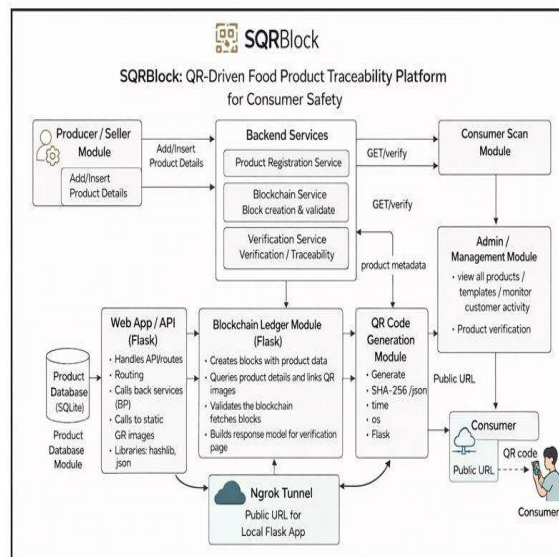 SQRBlock
SQRBlock: QR-Driven Food Product Traceability Platform
for Consumer Safety
Producer / Seller
Module
Add/Insert
Product Details
Add/Insert
Product Details
Backend Services
Product Registration Service
Blockchain Service
Block creation & validate
Verification Service
Verification / Traceability
GET/verify
GET/verify
product metadata
Consumer Scan
Module
Admin /
Management Module
• view all products /
templates / monitor
customer activity
• Product verification
Product
Database
(SQLite)
Product
Database
Module
Web App / API
(Flask)
• Handles API/routes
• Routing
• Calls back services
(BP)
• Calls to static
GR images
• Libraries: hashlib,
json
Blockchain Ledger Module
(Flask)
• Creates blocks with product data
• Queries product details and links QR
images
• Validates the blockchain
fetches blocks
• Builds response model for verification
page
QR Code
Generation
Module
• Generate
• SHA-256 /json
• time
• os
• Flask
Public URL
Consumer
Public URL
QR code
Consumer
Ngrok Tunnel
Public URL for
Local Flask App